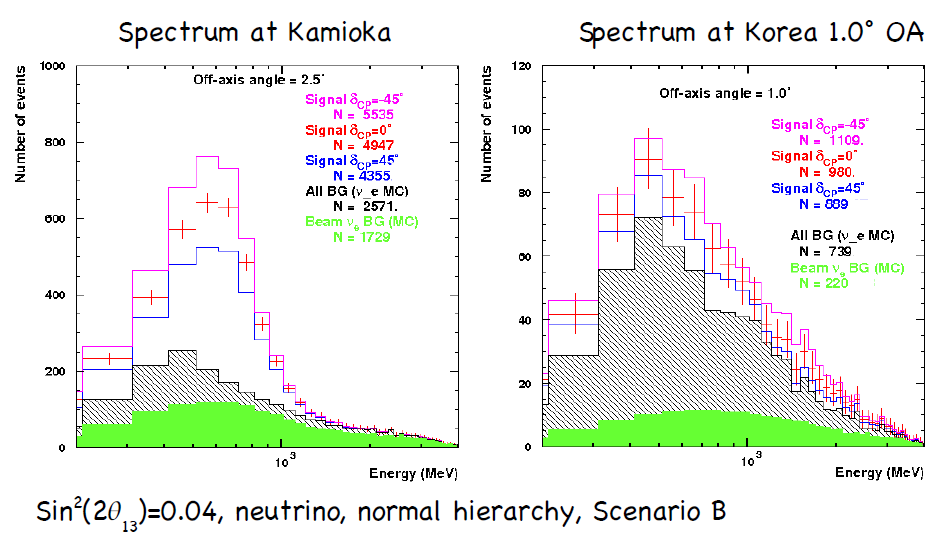 Spectrum at Kamioka
Number of events
1000
800
600
400
200
0
Off-axis angle = 2.5°
Signal δCP=-45°
N = 5535
Signal δCP=0°
N = 4947
Signal δCP=45°
N = 4355
All BG (ν_e MC)
N = 2571.
Beam νe BG (MC)
N = 1729
10³
Energy (MeV)
Spectrum at Korea 1.0° OA
Number of events
120
100
80
60
40
20
0
Off-axis angle = 1.0°
Signal δCP=-45°
N = 1109.
Signal δCP=0°
N = 980.
Signal δCP=45°
N = 889
All BG (ν_e MC)
N = 739
Beam νe BG (MC)
N = 220
10³
Energy (MeV)
Sin²(2θ₁₃)=0.04, neutrino, normal hierarchy, Scenario B